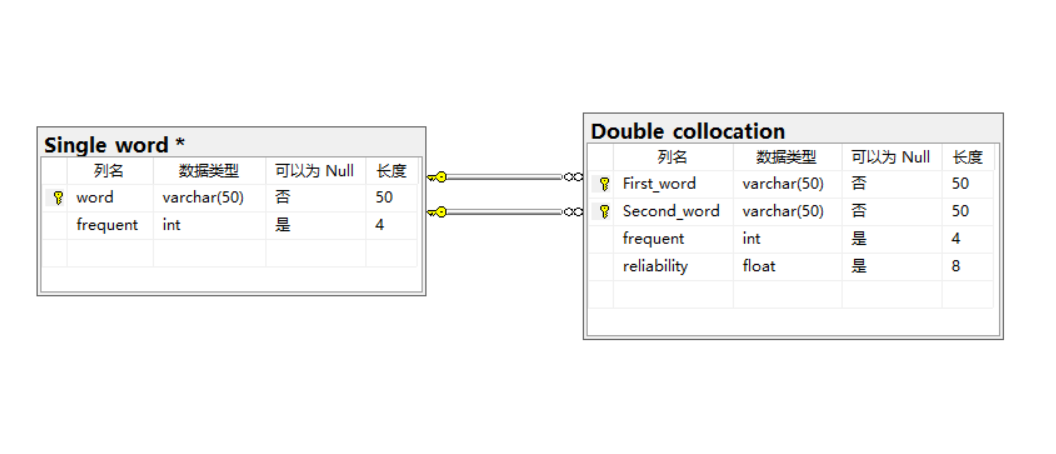 Single word *
列名 数据类型 可以为 Null 长度
word varchar(50) 否 50
frequent int 是 4
Double collocation
列名 数据类型 可以为 Null 长度
First_word varchar(50) 否 50
Second_word varchar(50) 否 50
frequent int 是 4
reliability float 是 8